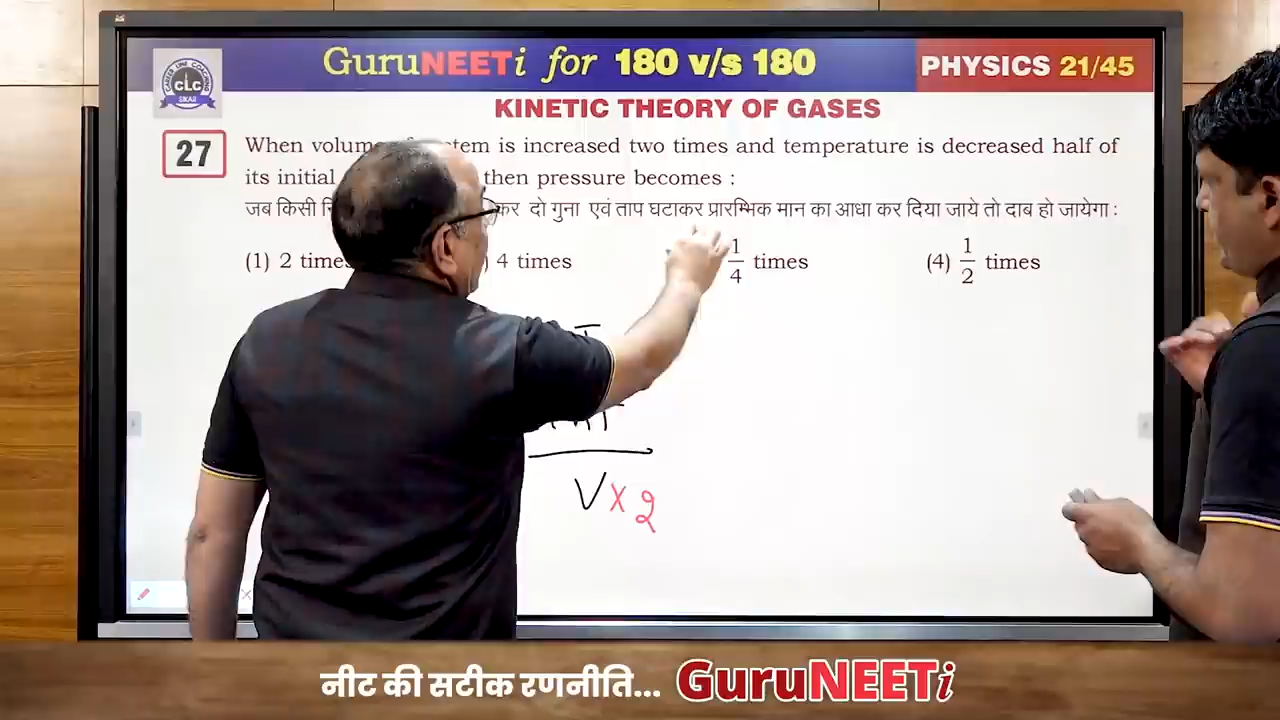 GuruNEETi for 180 v/s 180
PHYSICS 21/45
CLC
SIKAR
KINETIC THEORY OF GASES
27
When volume tem is increased two times and temperature is decreased half of
its initial then pressure becomes :
जब किसी कर दो गुना एवं ताप घटाकर प्रारम्भिक मान का आधा कर दिया जाये तो दाब हो जायेगा :
(1) 2 times ) 4 times 1/4 times (4) 1/2 times
V x 2
नीट की सटीक रणनीति... GuruNEETi